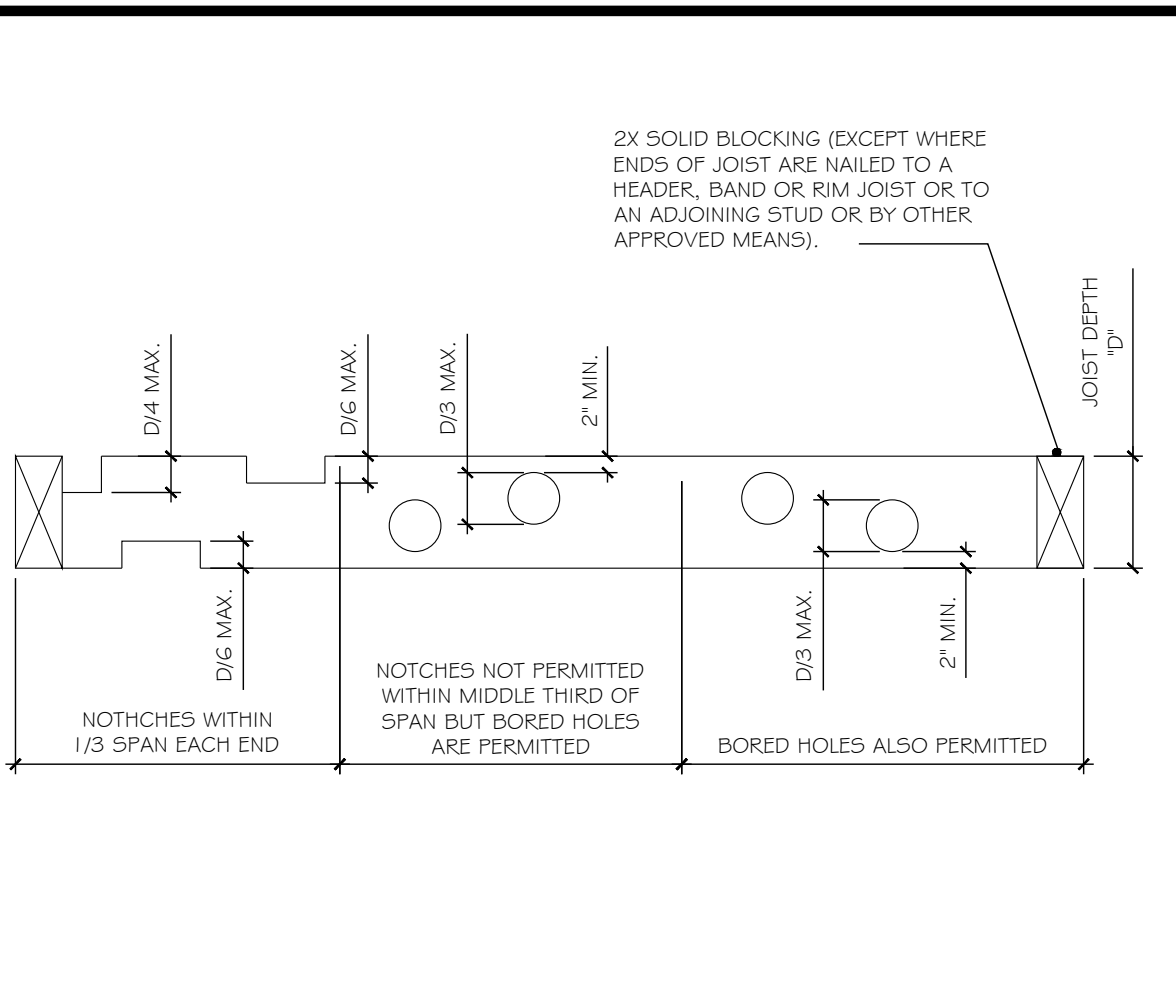 2X SOLID BLOCKING (EXCEPT WHERE
ENDS OF JOIST ARE NAILED TO A
HEADER, BAND OR RIM JOIST OR TO
AN ADJOINING STUD OR BY OTHER
APPROVED MEANS).
JOIST DEPTH
"D"
D/4 MAX.
D/6 MAX.
D/3 MAX.
2" MIN.
D/6 MAX.
D/3 MAX.
2" MIN.
NOTHCHES WITHIN
1/3 SPAN EACH END
NOTCHES NOT PERMITTED
WITHIN MIDDLE THIRD OF
SPAN BUT BORED HOLES
ARE PERMITTED
BORED HOLES ALSO PERMITTED